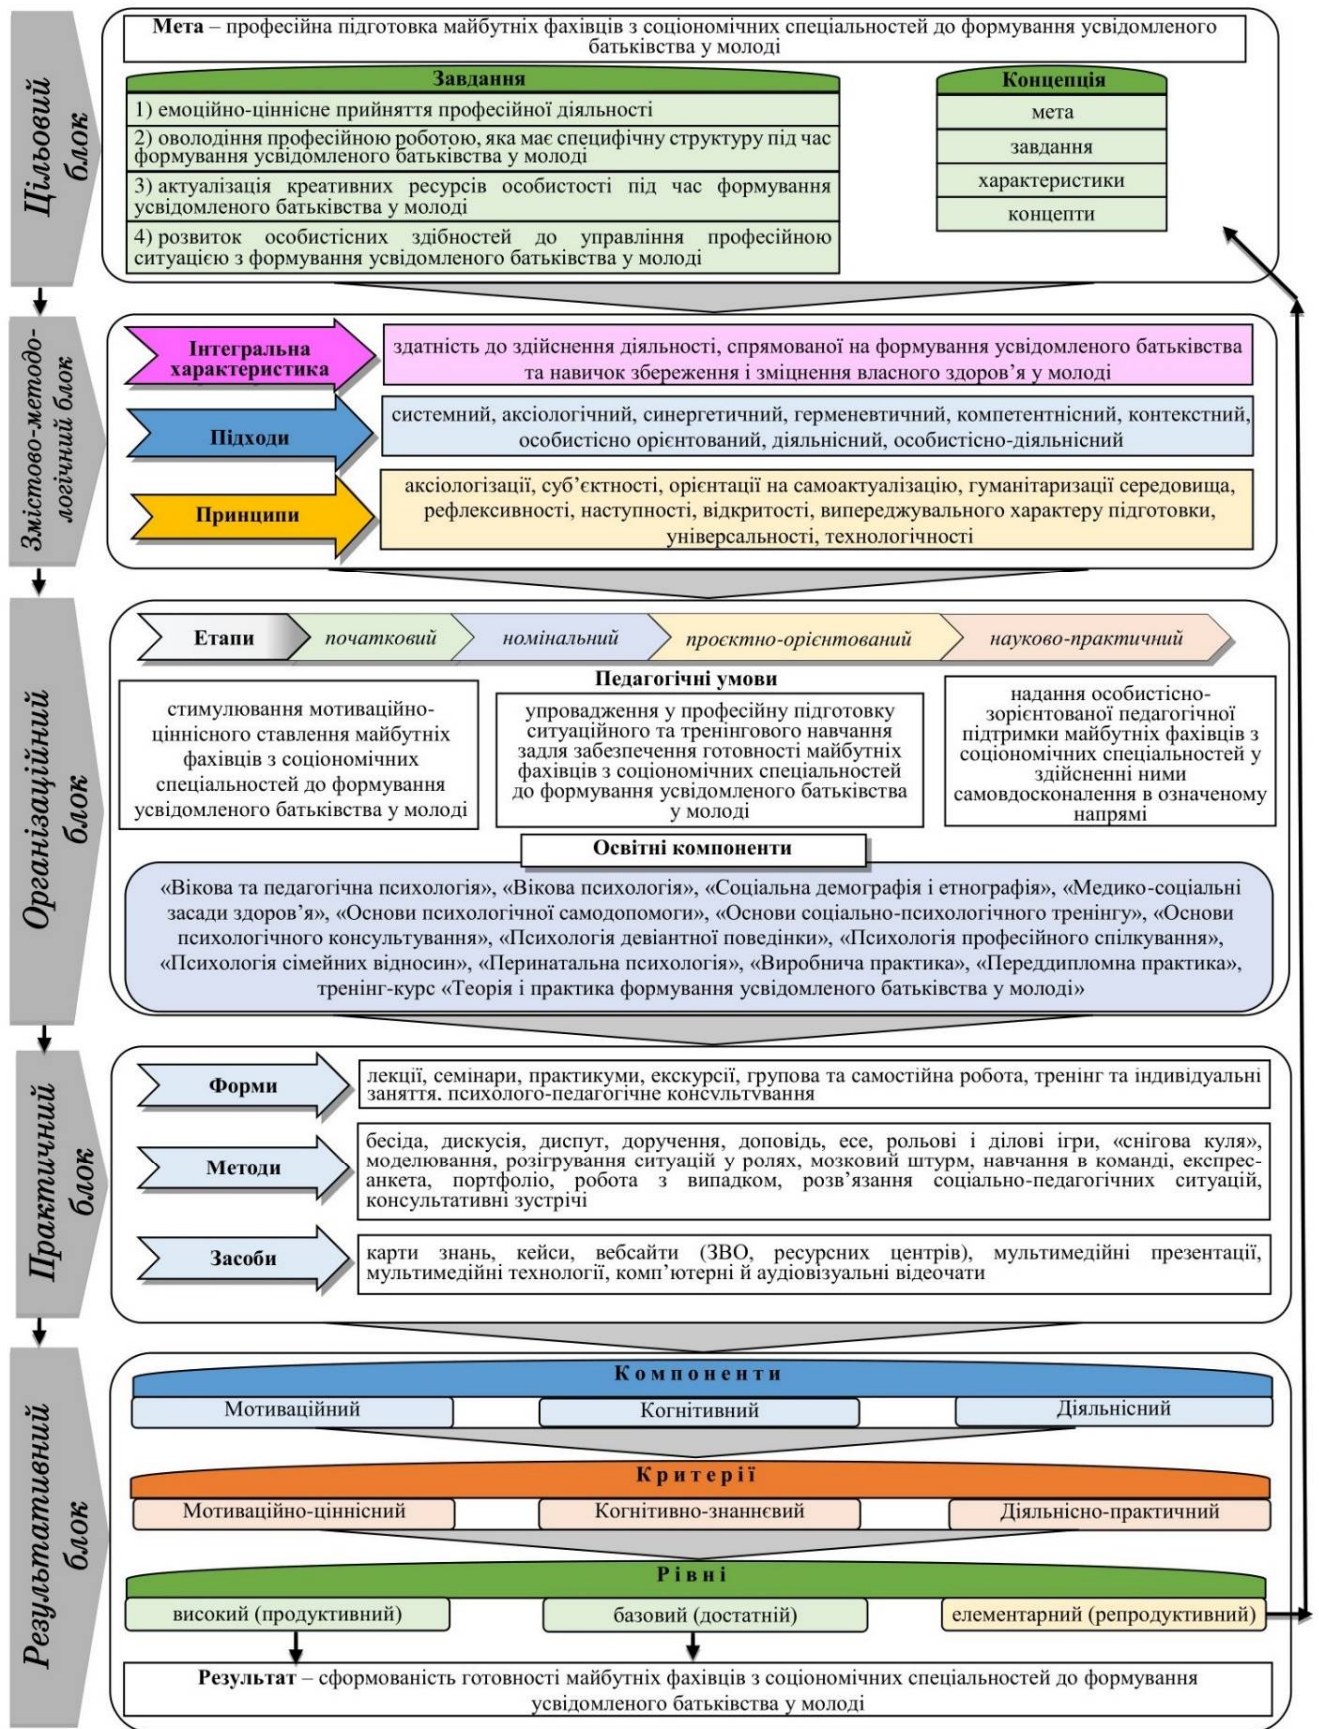 Цільовий
блок
Мета – професійна підготовка майбутніх фахівців з соціономічних спеціальностей до формування усвідомленого
батьківства у молоді
Завдання
1) емоційно-ціннісне прийняття професійної діяльності
2) оволодіння професійною роботою, яка має специфічну структуру під час
формування усвідомленого батьківства у молоді
3) актуалізація креативних ресурсів особистості під час формування
усвідомленого батьківства у молоді
4) розвиток особистісних здібностей до управління професійною
ситуацією з формування усвідомленого батьківства у молоді
Концепція
мета
завдання
характеристики
концепти
Змістово-методо-
логічний блок
Інтегральна
характеристика
здатність до здійснення діяльності, спрямованої на формування усвідомленого батьківства
та навичок збереження і зміцнення власного здоров’я у молоді
Підходи
системний, аксіологічний, синергетичний, герменевтичний, компетентнісний, контекстний,
особистісно орієнтований, діяльнісний, особистісно-діяльнісний
Принципи
аксіологізації, суб’єктності, орієнтації на самоактуалізацію, гуманітаризації середовища,
рефлексивності, наступності, відкритості, випереджувального характеру підготовки,
універсальності, технологічності
Організаційний
блок
Етапи
початковий
номінальний
проєктно-орієнтований
науково-практичний
Педагогічні умови
стимулювання мотиваційно-
ціннісного ставлення майбутніх
фахівців з соціономічних
спеціальностей до формування
усвідомленого батьківства у молоді
упровадження у професійну підготовку
ситуаційного та тренінгового навчання
задля забезпечення готовності майбутніх
фахівців з соціономічних спеціальностей
до формування усвідомленого батьківства
у молоді
надання особистісно-
зорієнтованої педагогічної
підтримки майбутніх фахівців з
соціономічних спеціальностей у
здійсненні ними
самовдосконалення в означеному
напрямі
Освітні компоненти
«Вікова та педагогічна психологія», «Вікова психологія», «Соціальна демографія і етнографія», «Медико-соціальні
засади здоров’я», «Основи психологічної самодопомоги», «Основи соціально-психологічного тренінгу», «Основи
психологічного консультування», «Психологія девіантної поведінки», «Психологія професійного спілкування»,
«Психологія сімейних відносин», «Перинатальна психологія», «Виробнича практика», «Переддипломна практика»,
тренінг-курс «Теорія і практика формування усвідомленого батьківства у молоді»
Практичний
блок
Форми
лекції, семінари, практикуми, екскурсії, групова та самостійна робота, тренінг та індивідуальні
заняття, психолого-педагогічне консультування
Методи
бесіда, дискусія, диспут, доручення, доповідь, есе, рольові і ділові ігри, «снігова куля»,
моделювання, розігрування ситуацій у ролях, мозковий штурм, навчання в команді, експрес-
анкета, портфоліо, робота з випадком, розв’язання соціально-педагогічних ситуацій,
консультативні зустрічі
Засоби
карти знань, кейси, вебсайти (ЗВО, ресурсних центрів), мультимедійні презентації,
мультимедійні технології, комп’ютерні й аудіовізуальні відеочати
Результативний
блок
Компоненти
Мотиваційний
Когнітивний
Діяльнісний
Критерії
Мотиваційно-ціннісний
Когнітивно-знаннєвий
Діяльнісно-практичний
Рівні
високий (продуктивний)
базовий (достатній)
елементарний (репродуктивний)
Результат – сформованість готовності майбутніх фахівців з соціономічних спеціальностей до формування
усвідомленого батьківства у молоді